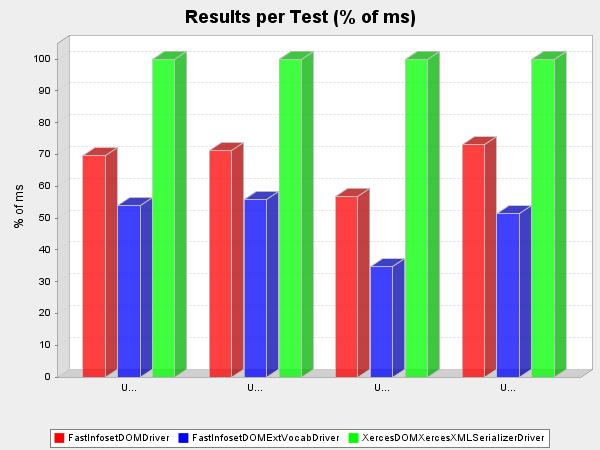 Results per Test (% of ms)
% of ms
100
90
80
70
60
50
40
30
20
10
0
U... U... U... U...
FastInfosetDOMDriver FastInfosetDOMExtVocabDriver XercesDOMXercesXMLSerializerDriver